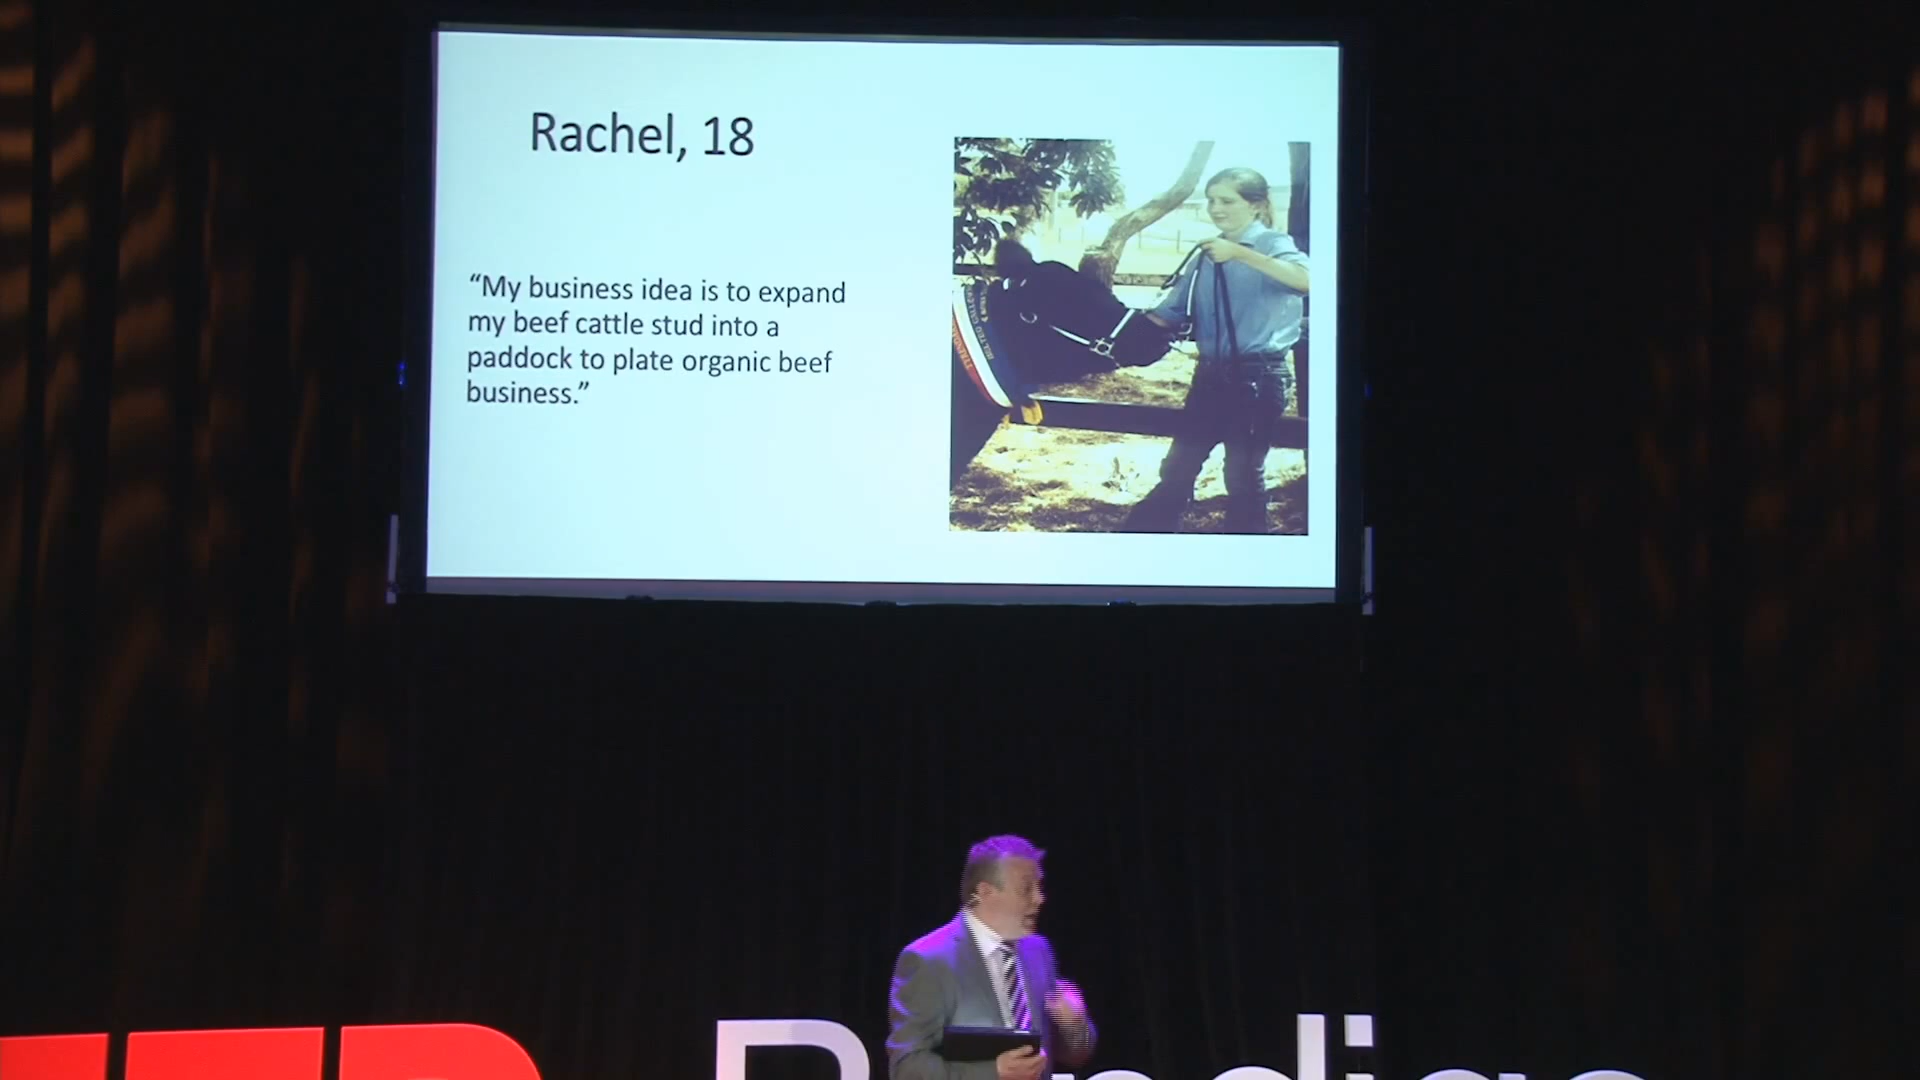 Rachel, 18
“My business idea is to expand
my beef cattle stud into a
paddock to plate organic beef
business.”